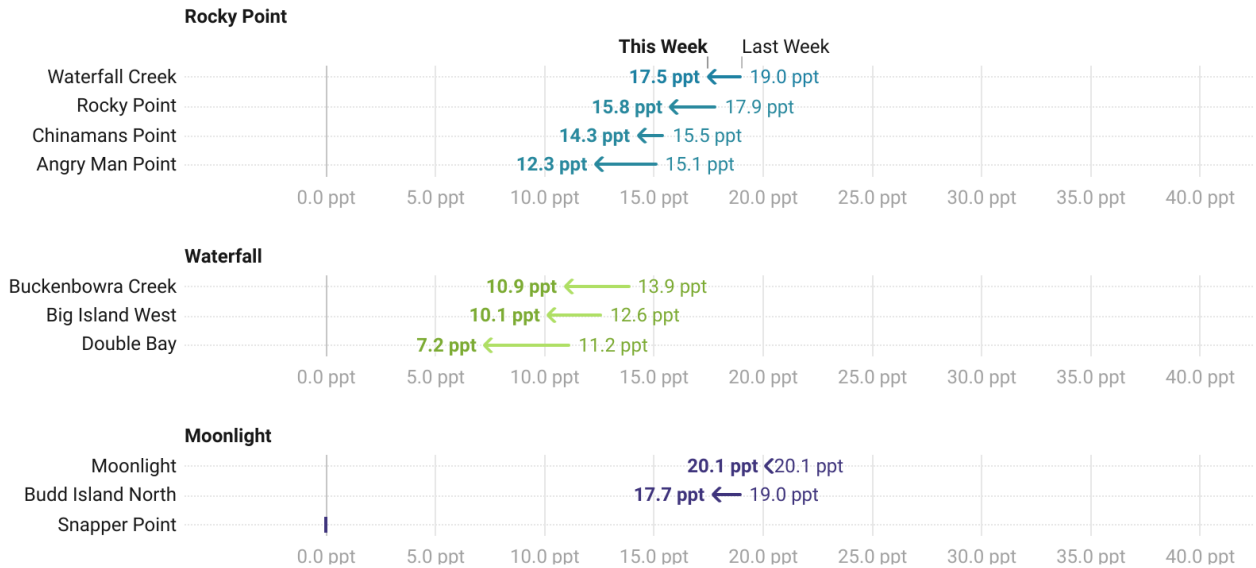 Rocky Point
This Week Last Week
Waterfall Creek 17.5 ppt 19.0 ppt
Rocky Point 15.8 ppt 17.9 ppt
Chinamans Point 14.3 ppt 15.5 ppt
Angry Man Point 12.3 ppt 15.1 ppt
0.0 ppt 5.0 ppt 10.0 ppt 15.0 ppt 20.0 ppt 25.0 ppt 30.0 ppt 35.0 ppt 40.0 ppt
Waterfall
Buckenbowra Creek 10.9 ppt 13.9 ppt
Big Island West 10.1 ppt 12.6 ppt
Double Bay 7.2 ppt 11.2 ppt
0.0 ppt 5.0 ppt 10.0 ppt 15.0 ppt 20.0 ppt 25.0 ppt 30.0 ppt 35.0 ppt 40.0 ppt
Moonlight
Moonlight 20.1 ppt 20.1 ppt
Budd Island North 17.7 ppt 19.0 ppt
Snapper Point
0.0 ppt 5.0 ppt 10.0 ppt 15.0 ppt 20.0 ppt 25.0 ppt 30.0 ppt 35.0 ppt 40.0 ppt